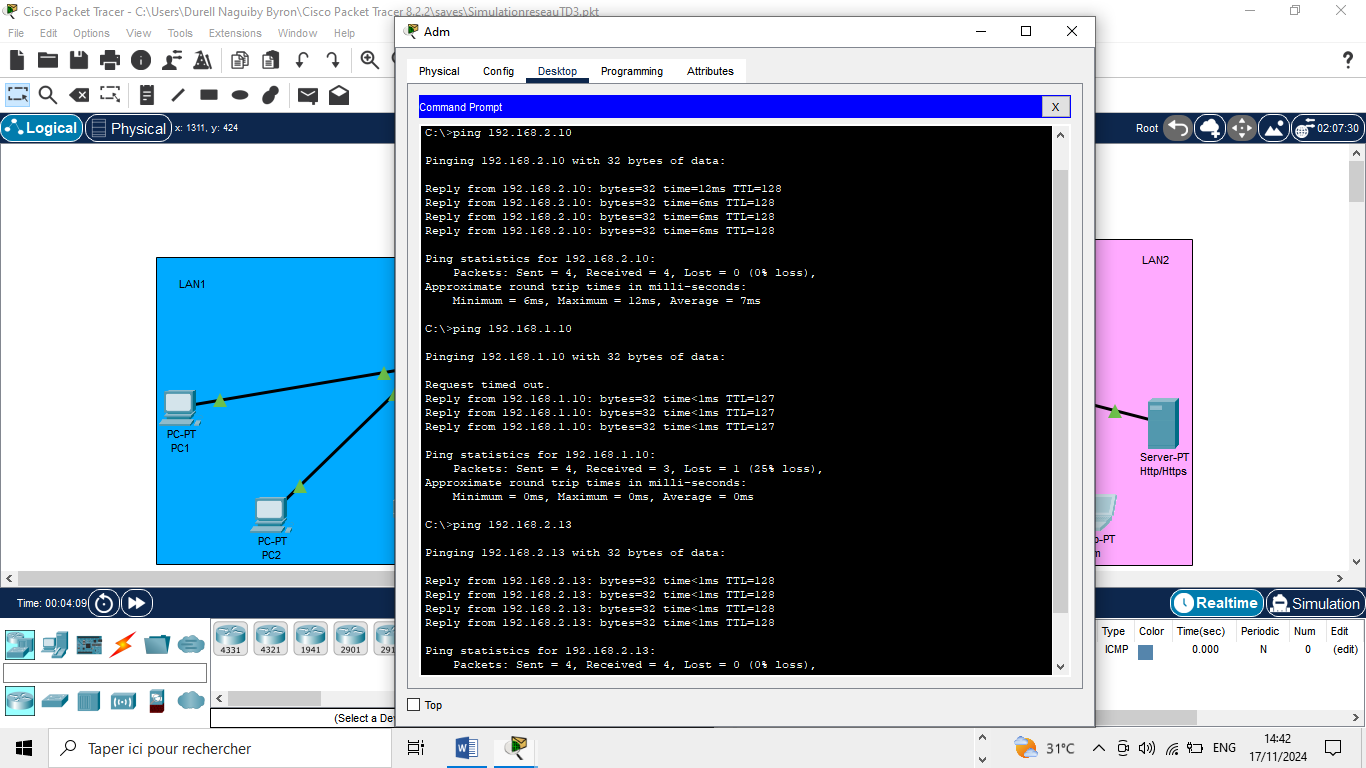 Cisco Packet Tracer - C:\Users\Durell Naguiby Byron\Cisco Packet Tracer 8.2.2\saves\SimulationreseauTD3.pkt
File Edit Options View Tools Extensions Window Help
Adm
Physical Config Desktop Programming Attributes
Logical Physical x: 1311, y: 424
Root 02:07:30
Command Prompt X
C:\>ping 192.168.2.10
Pinging 192.168.2.10 with 32 bytes of data:
Reply from 192.168.2.10: bytes=32 time=12ms TTL=128
Reply from 192.168.2.10: bytes=32 time=6ms TTL=128
Reply from 192.168.2.10: bytes=32 time=6ms TTL=128
Reply from 192.168.2.10: bytes=32 time=6ms TTL=128
Ping statistics for 192.168.2.10:
Packets: Sent = 4, Received = 4, Lost = 0 (0% loss),
Approximate round trip times in milli-seconds:
Minimum = 6ms, Maximum = 12ms, Average = 7ms
C:\>ping 192.168.1.10
Pinging 192.168.1.10 with 32 bytes of data:
Request timed out.
Reply from 192.168.1.10: bytes=32 time<1ms TTL=127
Reply from 192.168.1.10: bytes=32 time<1ms TTL=127
Reply from 192.168.1.10: bytes=32 time<1ms TTL=127
Ping statistics for 192.168.1.10:
Packets: Sent = 4, Received = 3, Lost = 1 (25% loss),
Approximate round trip times in milli-seconds:
Minimum = 0ms, Maximum = 0ms, Average = 0ms
C:\>ping 192.168.2.13
Pinging 192.168.2.13 with 32 bytes of data:
Reply from 192.168.2.13: bytes=32 time<1ms TTL=128
Reply from 192.168.2.13: bytes=32 time<1ms TTL=128
Reply from 192.168.2.13: bytes=32 time<1ms TTL=128
Reply from 192.168.2.13: bytes=32 time<1ms TTL=128
Ping statistics for 192.168.2.13:
Packets: Sent = 4, Received = 4, Lost = 0 (0% loss),
Top
LAN1
PC-PT
PC1
PC-PT
PC2
LAN2
Server-PT
Http/Https
p-PT
m
Time: 00:04:09
Realtime Simulation
4331 4321 1941 2901 291
(Select a Dev
Type Color Time(sec) Periodic Num Edit
ICMP 0.000 N 0 (edit)
Taper ici pour rechercher
31°C
ENG
14:42
17/11/2024